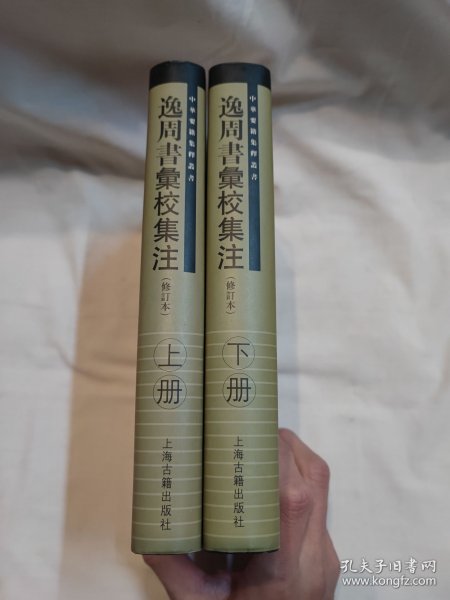 中華要籍集釋叢書
逸周書彙校集注
（修訂本）
上册
上海古籍出版社
中華要籍集釋叢書
逸周書彙校集注
（修訂本）
下册
上海古籍出版社
孔夫子旧书网
www.kongfz.com